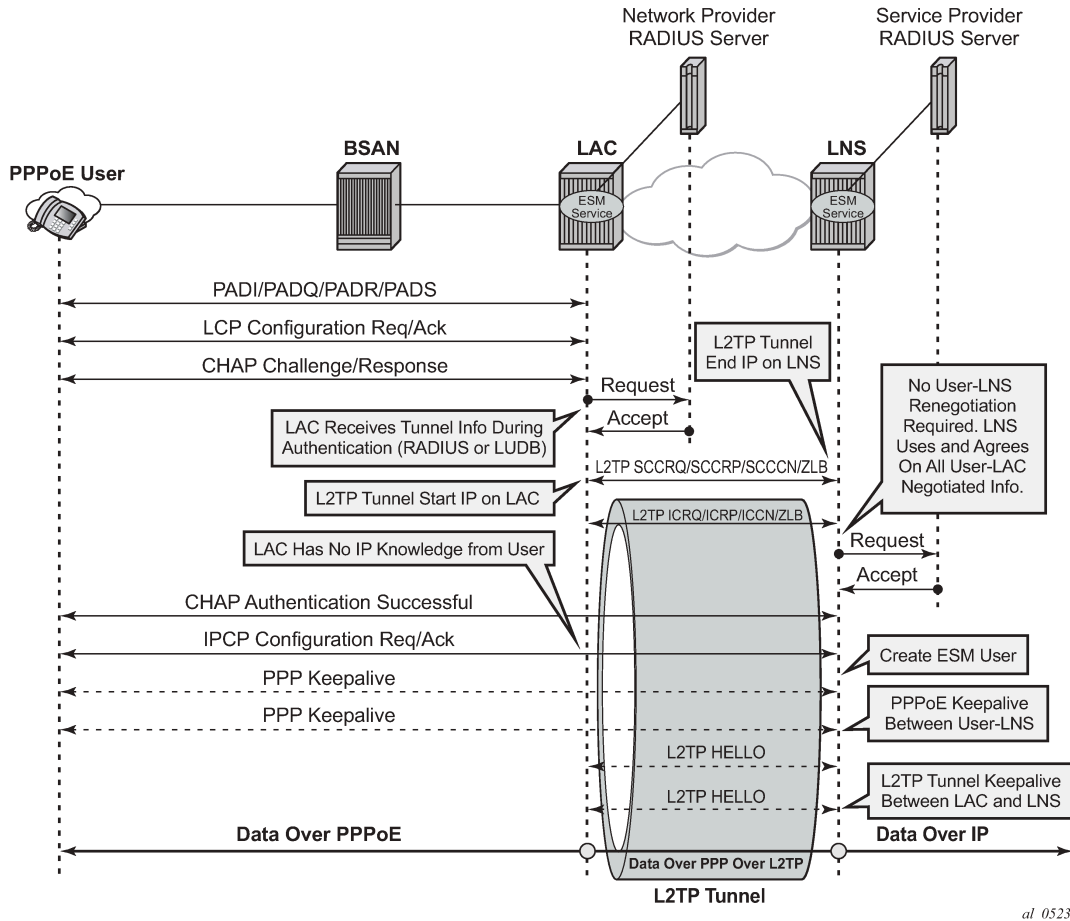 Network Provider
RADIUS Server
Service Provider
RADIUS Server
BSAN
LAC
LNS
PPPoE User
ESM
Service
ESM
Service
PADI/PADQ/PADR/PADS
LCP Configuration Req/Ack
L2TP Tunnel
End IP on LNS
CHAP Challenge/Response
Request
No User-LNS
Renegotiation
Required. LNS
Uses and Agrees
On All User-LAC
Negotiated Info.
LAC Receives Tunnel Info During
Authentication (RADIUS or LUDB)
Accept
L2TP SCCRQ/SCCRP/SCCCN/ZLB
L2TP Tunnel Start IP on LAC
L2TP ICRQ/ICRP/ICCN/ZLB
Request
LAC Has No IP Knowledge from User
Accept
CHAP Authentication Successful
IPCP Configuration Req/Ack
Create ESM User
PPP Keepalive
PPP Keepalive
PPPoE Keepalive
Between User-LNS
L2TP HELLO
L2TP HELLO
L2TP Tunnel Keepalive
Between LAC and LNS
Data Over PPPoE
Data Over IP
Data Over PPP Over L2TP
L2TP Tunnel
al_0523